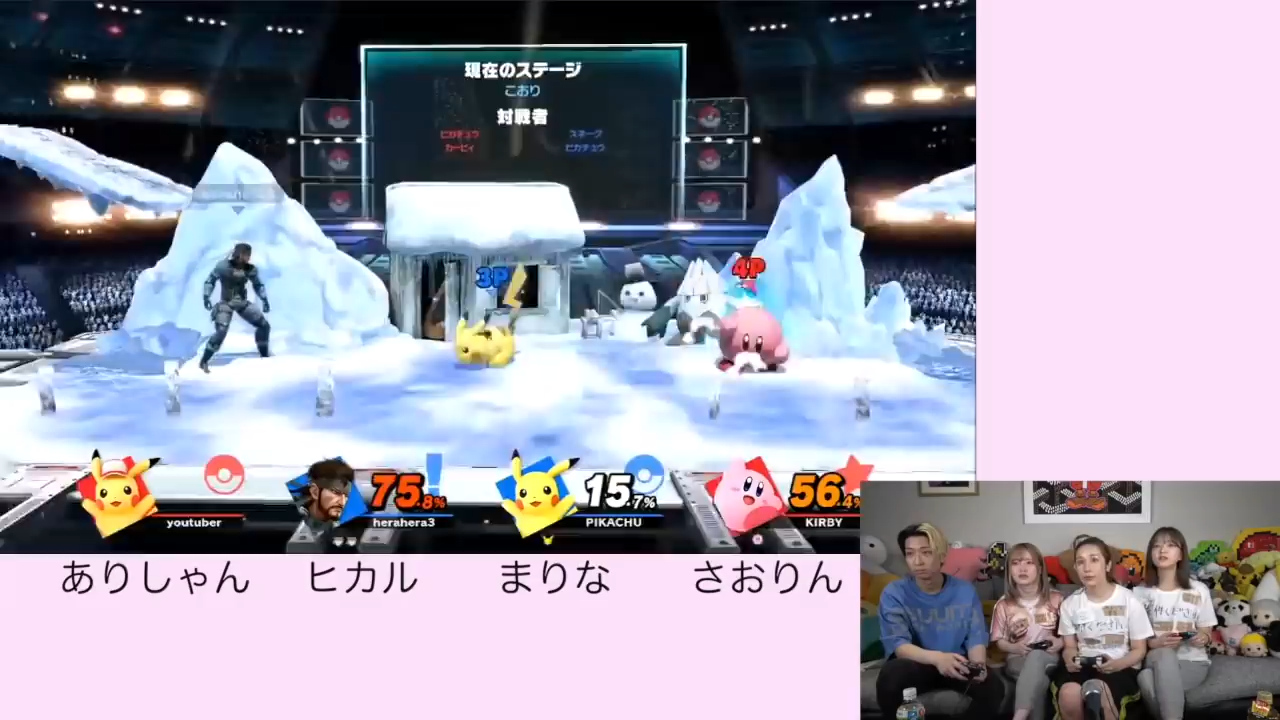 現在のステージ
こおり
対戦者
ピカチュウ スネーク
カービィ ピカチュウ
3P
4P
75.8%
15.7%
56.4%
youtuber
herahera3
PIKACHU
KIRBY
ありしゃん ヒカル まりな さおりん